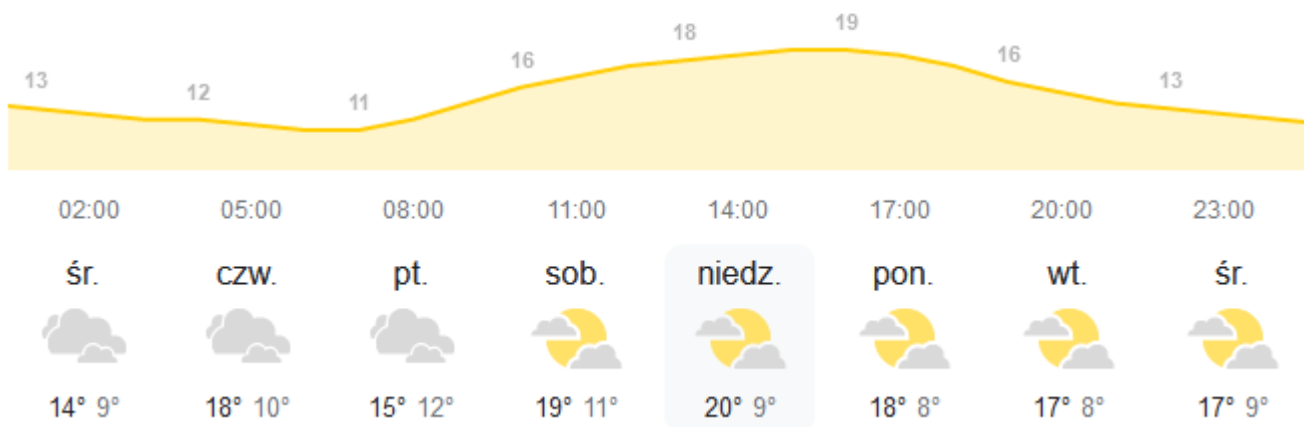 13 12 11 16 18 19 16 13
02:00 05:00 08:00 11:00 14:00 17:00 20:00 23:00
śr. czw. pt. sob. niedz. pon. wt. śr.
14° 9° 18° 10° 15° 12° 19° 11° 20° 9° 18° 8° 17° 8° 17° 9°